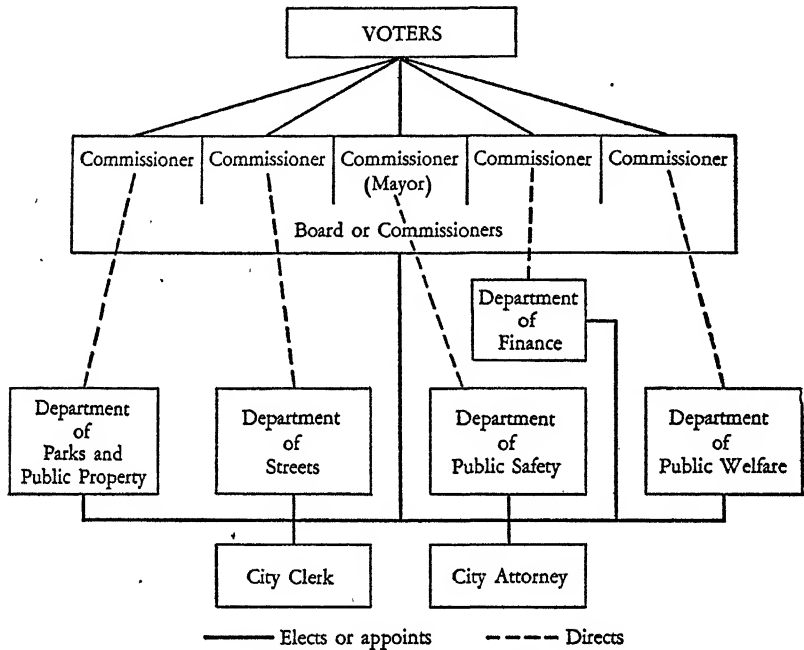 VOTERS
Commissioner
Commissioner
Commissioner
(Mayor)
Commissioner
Commissioner
Board or Commissioners
Department
of
Finance
Department
of
Parks and
Public Property
Department
of
Streets
Department
of
Public Safety
Department
of
Public Welfare
City Clerk
City Attorney
Elects or appoints
Directs